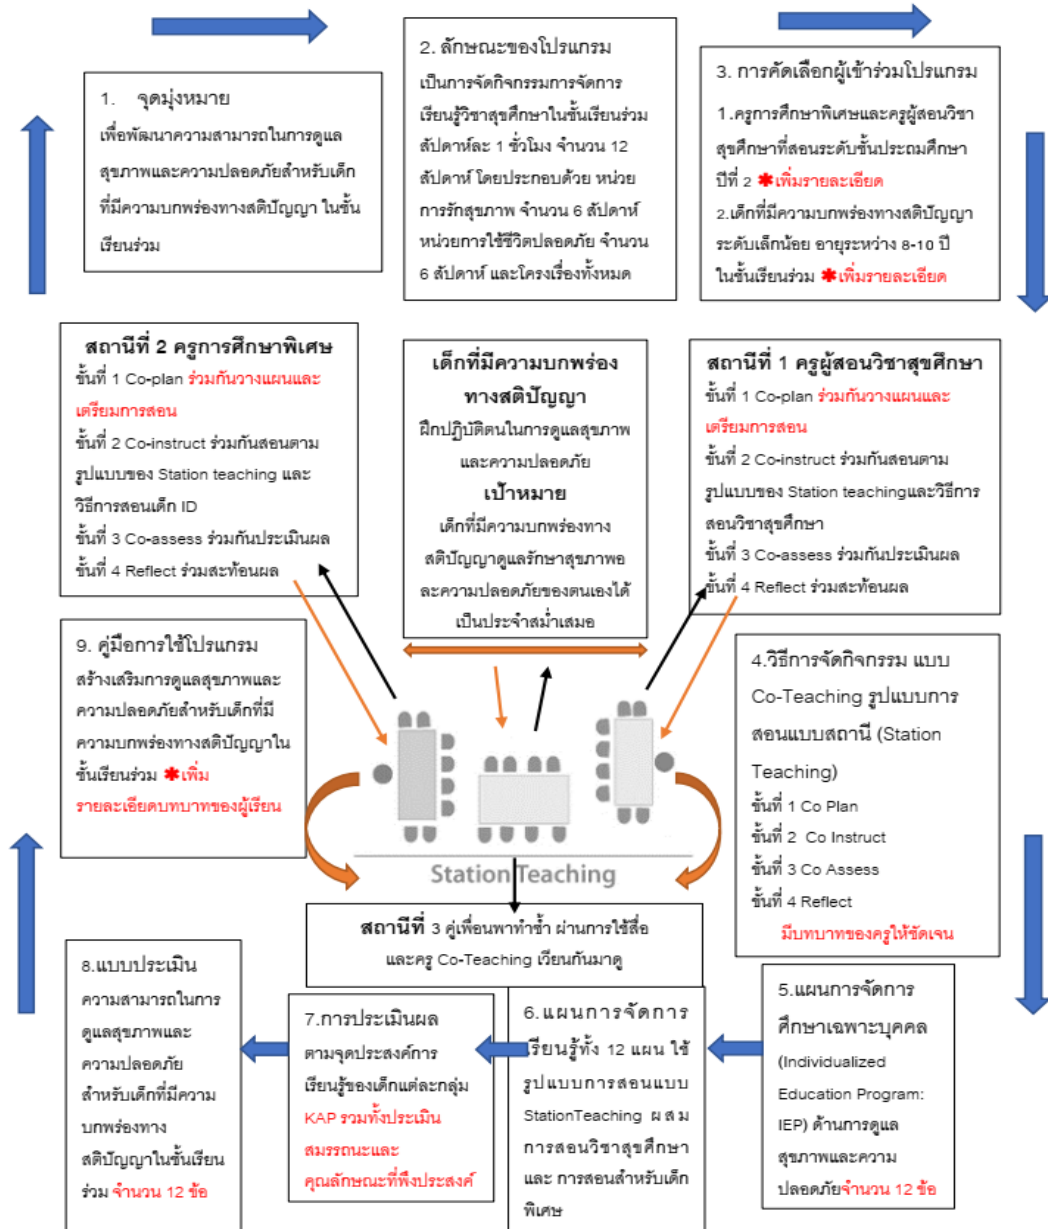 1. จุดมุ่งหมาย
เพื่อพัฒนาความสามารถในการดูแล
สุขภาพและความปลอดภัยสำหรับเด็ก
ที่มีความบกพร่องทางสติปัญญา ในชั้น
เรียนร่วม
2. ลักษณะของโปรแกรม
เป็นการจัดกิจกรรมการจัดการ
เรียนรู้วิชาสุขศึกษาในชั้นเรียนร่วม
สัปดาห์ละ 1 ชั่วโมง จำนวน 12
สัปดาห์ โดยประกอบด้วย หน่วย
การรักสุขภาพ จำนวน 6 สัปดาห์
หน่วยการใช้ชีวิตปลอดภัย จำนวน
6 สัปดาห์ และโครงเรื่องทั้งหมด
3. การคัดเลือกผู้เข้าร่วมโปรแกรม
1.ครูการศึกษาพิเศษและครูผู้สอนวิชา
สุขศึกษาที่สอนระดับชั้นประถมศึกษา
ปีที่ 2 ✱เพิ่มรายละเอียด
2.เด็กที่มีความบกพร่องทางสติปัญญา
ระดับเล็กน้อย อายุระหว่าง 8-10 ปี
ในชั้นเรียนร่วม ✱เพิ่มรายละเอียด
สถานีที่ 2 ครูการศึกษาพิเศษ
ขั้นที่ 1 Co-plan ร่วมกันวางแผนและ
เตรียมการสอน
ขั้นที่ 2 Co-instruct ร่วมกันสอนตาม
รูปแบบของ Station teaching และ
วิธีการสอนเด็ก ID
ขั้นที่ 3 Co-assess ร่วมกันประเมินผล
ขั้นที่ 4 Reflect ร่วมสะท้อนผล
เด็กที่มีความบกพร่อง
ทางสติปัญญา
ฝึกปฏิบัติตนในการดูแลสุขภาพ
และความปลอดภัย
เป้าหมาย
เด็กที่มีความบกพร่องทาง
สติปัญญาดูแลรักษาสุขภาพอ
ละความปลอดภัยของตนเองได้
เป็นประจำสม่ำเสมอ
สถานีที่ 1 ครูผู้สอนวิชาสุขศึกษา
ขั้นที่ 1 Co-plan ร่วมกันวางแผนและ
เตรียมการสอน
ขั้นที่ 2 Co-instruct ร่วมกันสอนตาม
รูปแบบของ Station teachingและวิธีการ
สอนวิชาสุขศึกษา
ขั้นที่ 3 Co-assess ร่วมกันประเมินผล
ขั้นที่ 4 Reflect ร่วมสะท้อนผล
9. คู่มือการใช้โปรแกรม
สร้างเสริมการดูแลสุขภาพและ
ความปลอดภัยสำหรับเด็กที่มี
ความบกพร่องทางสติปัญญาใน
ชั้นเรียนร่วม ✱เพิ่ม
รายละเอียดบทบาทของผู้เรียน
4.วิธีการจัดกิจกรรม แบบ
Co-Teaching รูปแบบการ
สอนแบบสถานี (Station
Teaching)
ขั้นที่ 1 Co Plan
ขั้นที่ 2 Co Instruct
ขั้นที่ 3 Co Assess
ขั้นที่ 4 Reflect
มีบทบาทของครูให้ชัดเจน
Station Teaching
สถานีที่ 3 คู่เพื่อนพาทำซ้ำ ผ่านการใช้สื่อ
และครู Co-Teaching เวียนกันมาดู
8.แบบประเมิน
ความสามารถในการ
ดูแลสุขภาพและ
ความปลอดภัย
สำหรับเด็กที่มีความ
บกพร่องทาง
สติปัญญาในชั้นเรียน
ร่วม จำนวน 12 ข้อ
7.การประเมินผล
ตามจุดประสงค์การ
เรียนรู้ของเด็กแต่ละกลุ่ม
KAP รวมทั้งประเมิน
สมรรถนะและ
คุณลักษณะที่พึงประสงค์
6.แผนการจัดการ
เรียนรู้ทั้ง 12 แผน ใช้
รูปแบบการสอนแบบ
StationTeaching ผสม
การสอนวิชาสุขศึกษา
และ การสอนสำหรับเด็ก
พิเศษ
5.แผนการจัดการ
ศึกษาเฉพาะบุคคล
(Individualized
Education Program:
IEP) ด้านการดูแล
สุขภาพและความ
ปลอดภัยจำนวน 12 ข้อ